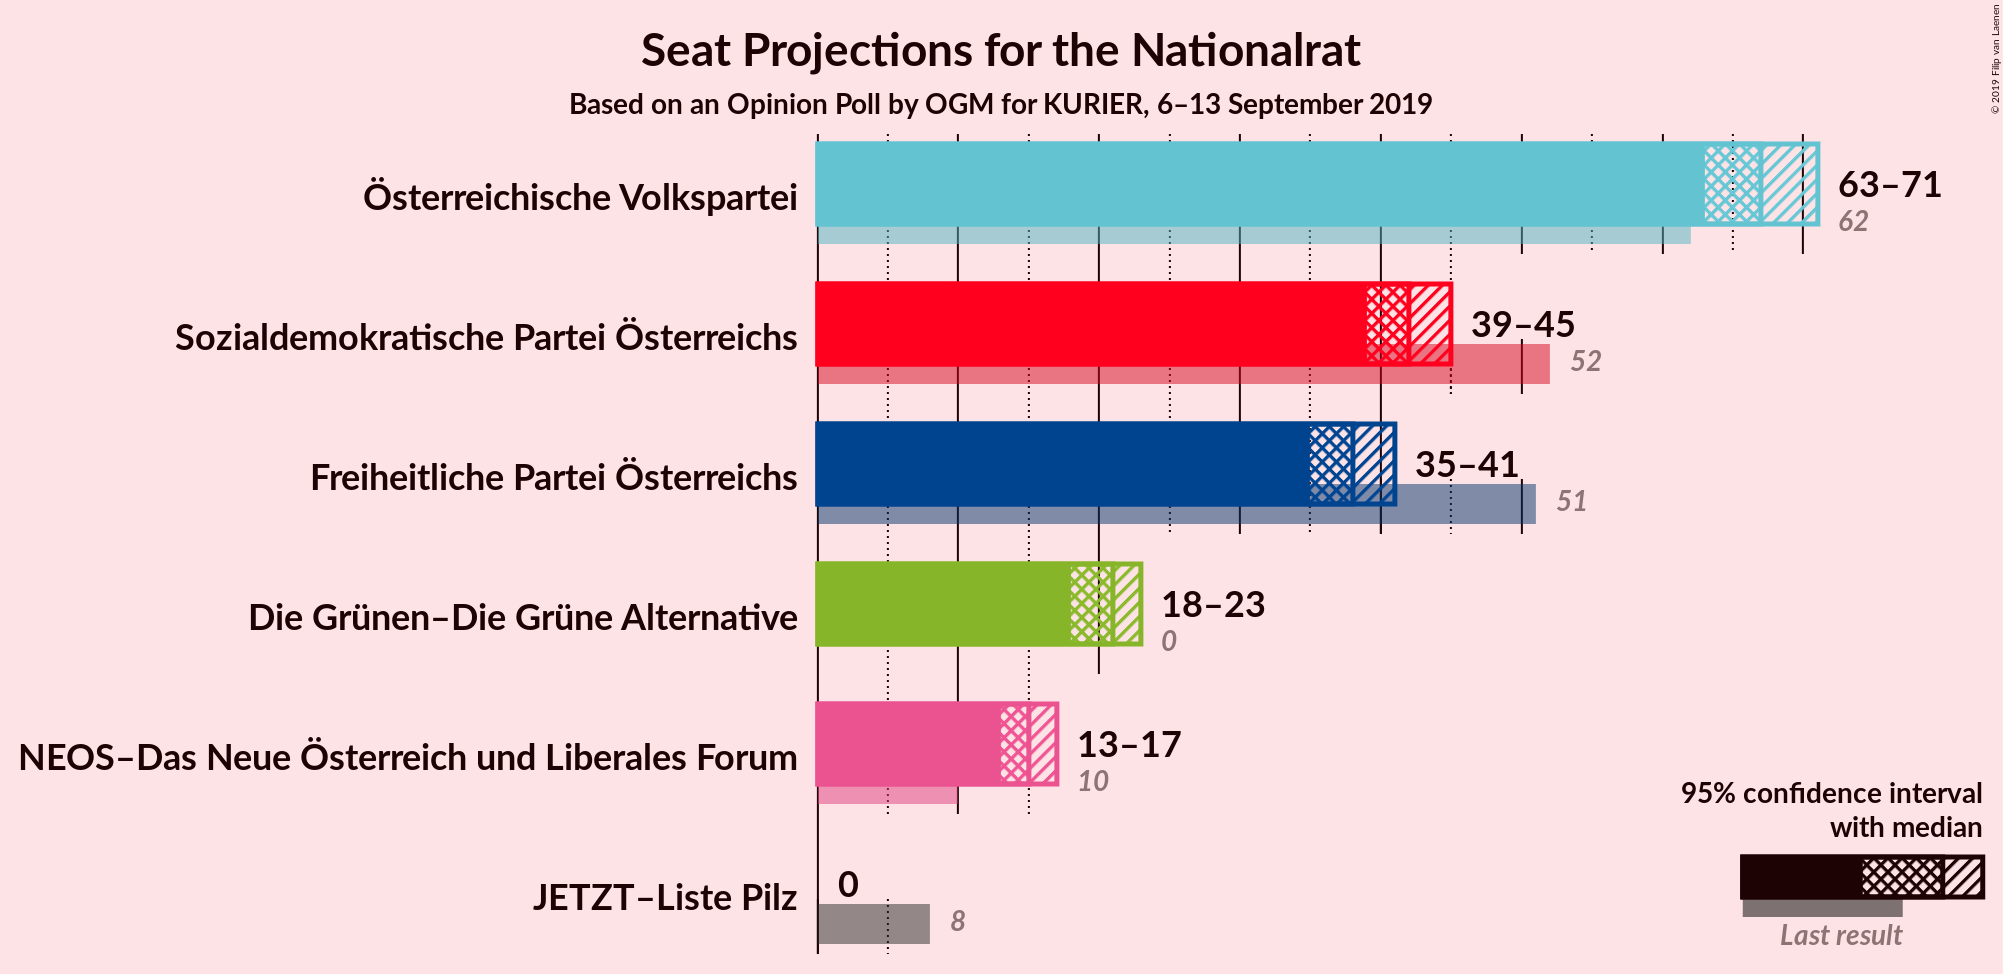 Seat Projections for the Nationalrat
Based on an Opinion Poll by OGM for KURIER, 6–13 September 2019
© 2019 Filip van Laenen
Österreichische Volkspartei
63–71
62
Sozialdemokratische Partei Österreichs
39–45
52
Freiheitliche Partei Österreichs
35–41
51
Die Grünen–Die Grüne Alternative
18–23
0
NEOS–Das Neue Österreich und Liberales Forum
13–17
10
JETZT–Liste Pilz
0
8
95% confidence interval
with median
Last result